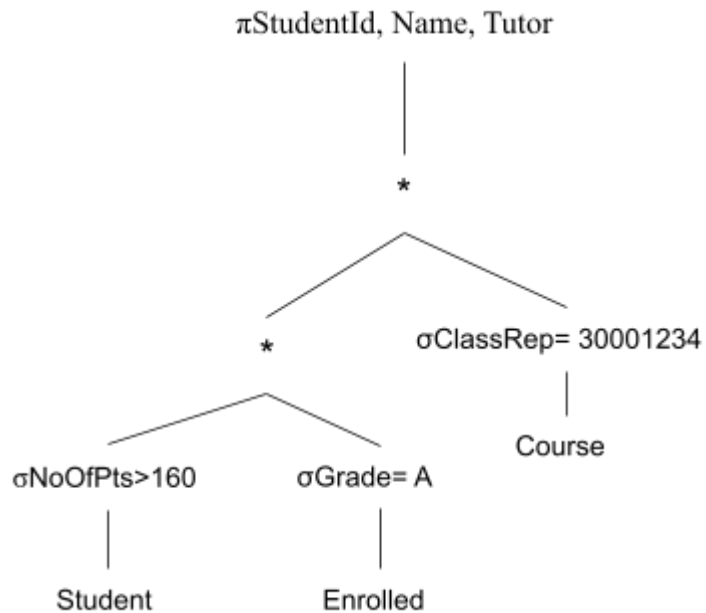 πStudentId, Name, Tutor
*
*
σClassRep= 30001234
Course
σNoOfPts>160
σGrade= A
Student
Enrolled